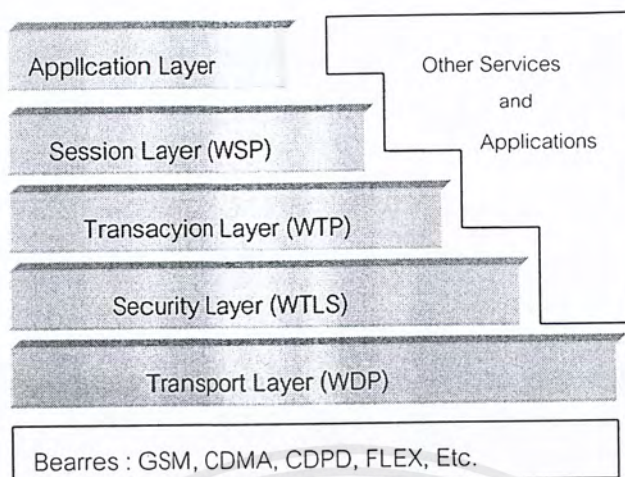 Application Layer
Other Services
and
Applications
Session Layer (WSP)
Transacyion Layer (WTP)
Security Layer (WTLS)
Transport Layer (WDP)
Bearres : GSM, CDMA, CDPD, FLEX, Etc.